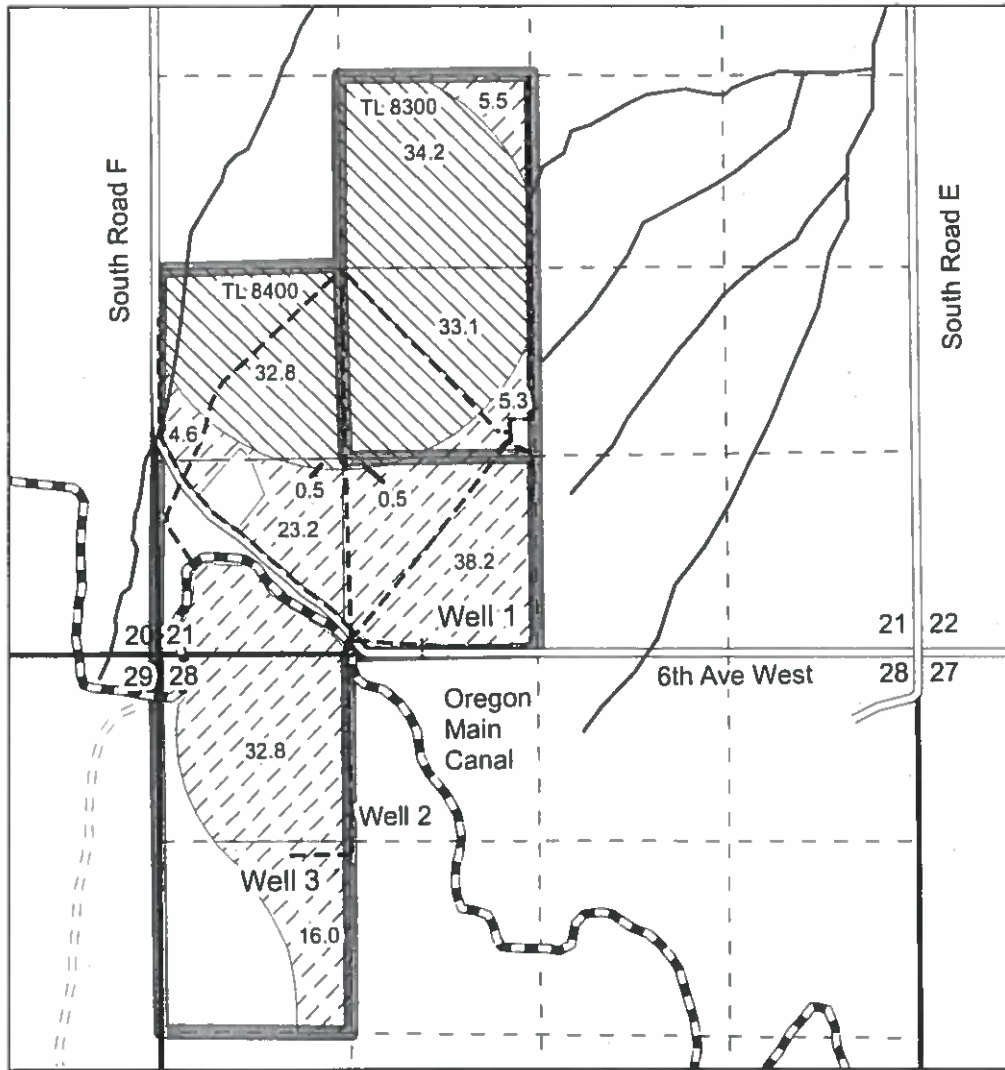 TL 8300
5.5
34.2
South Road F
South Road E
TL 8400
33.1
32.8
5.3
4.6
0.5
0.5
23.2
38.2
Well 1
20 21
21 22
29 28
6th Ave West
28 27
Oregon
Main
Canal
32.8
Well 2
Well 3
16.0